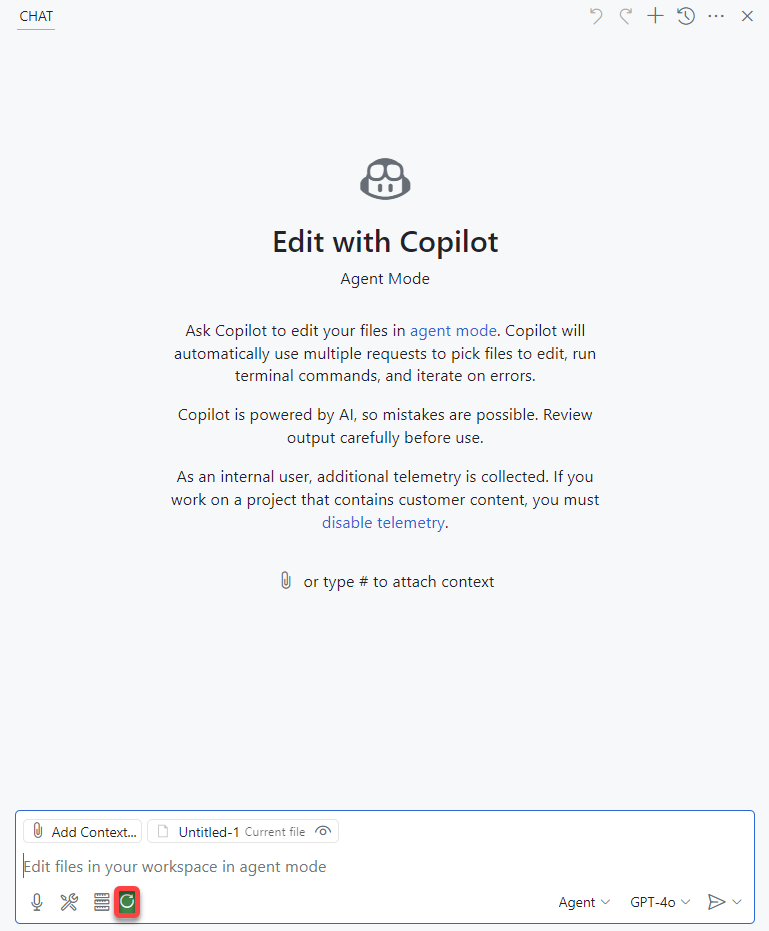 CHAT
Edit with Copilot
Agent Mode
Ask Copilot to edit your files in agent mode. Copilot will
automatically use multiple requests to pick files to edit, run
terminal commands, and iterate on errors.
Copilot is powered by AI, so mistakes are possible. Review
output carefully before use.
As an internal user, additional telemetry is collected. If you
work on a project that contains customer content, you must
disable telemetry.
or type # to attach context
Add Context... Untitled-1 Current file
Edit files in your workspace in agent mode
Agent GPT-4o